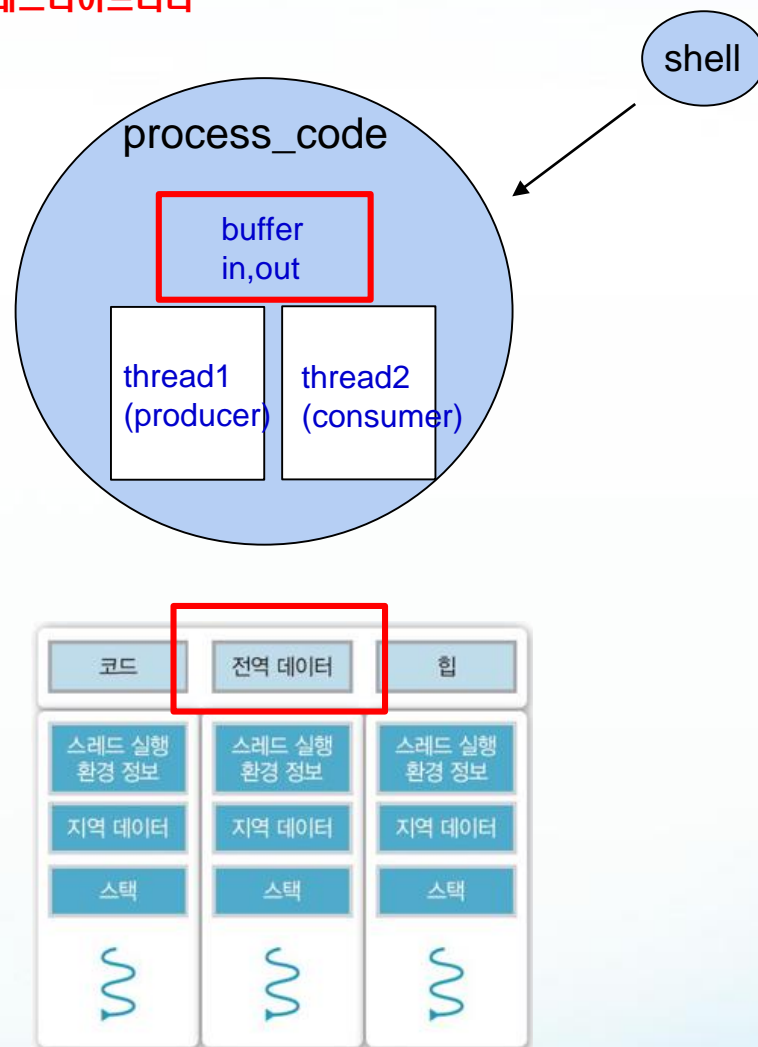 shell
process_code
buffer
in,out
thread1
(producer)
thread2
(consumer)
코드
전역 데이터
힙
스레드 실행
환경 정보
스레드 실행
환경 정보
스레드 실행
환경 정보
지역 데이터
지역 데이터
지역 데이터
스택
스택
스택